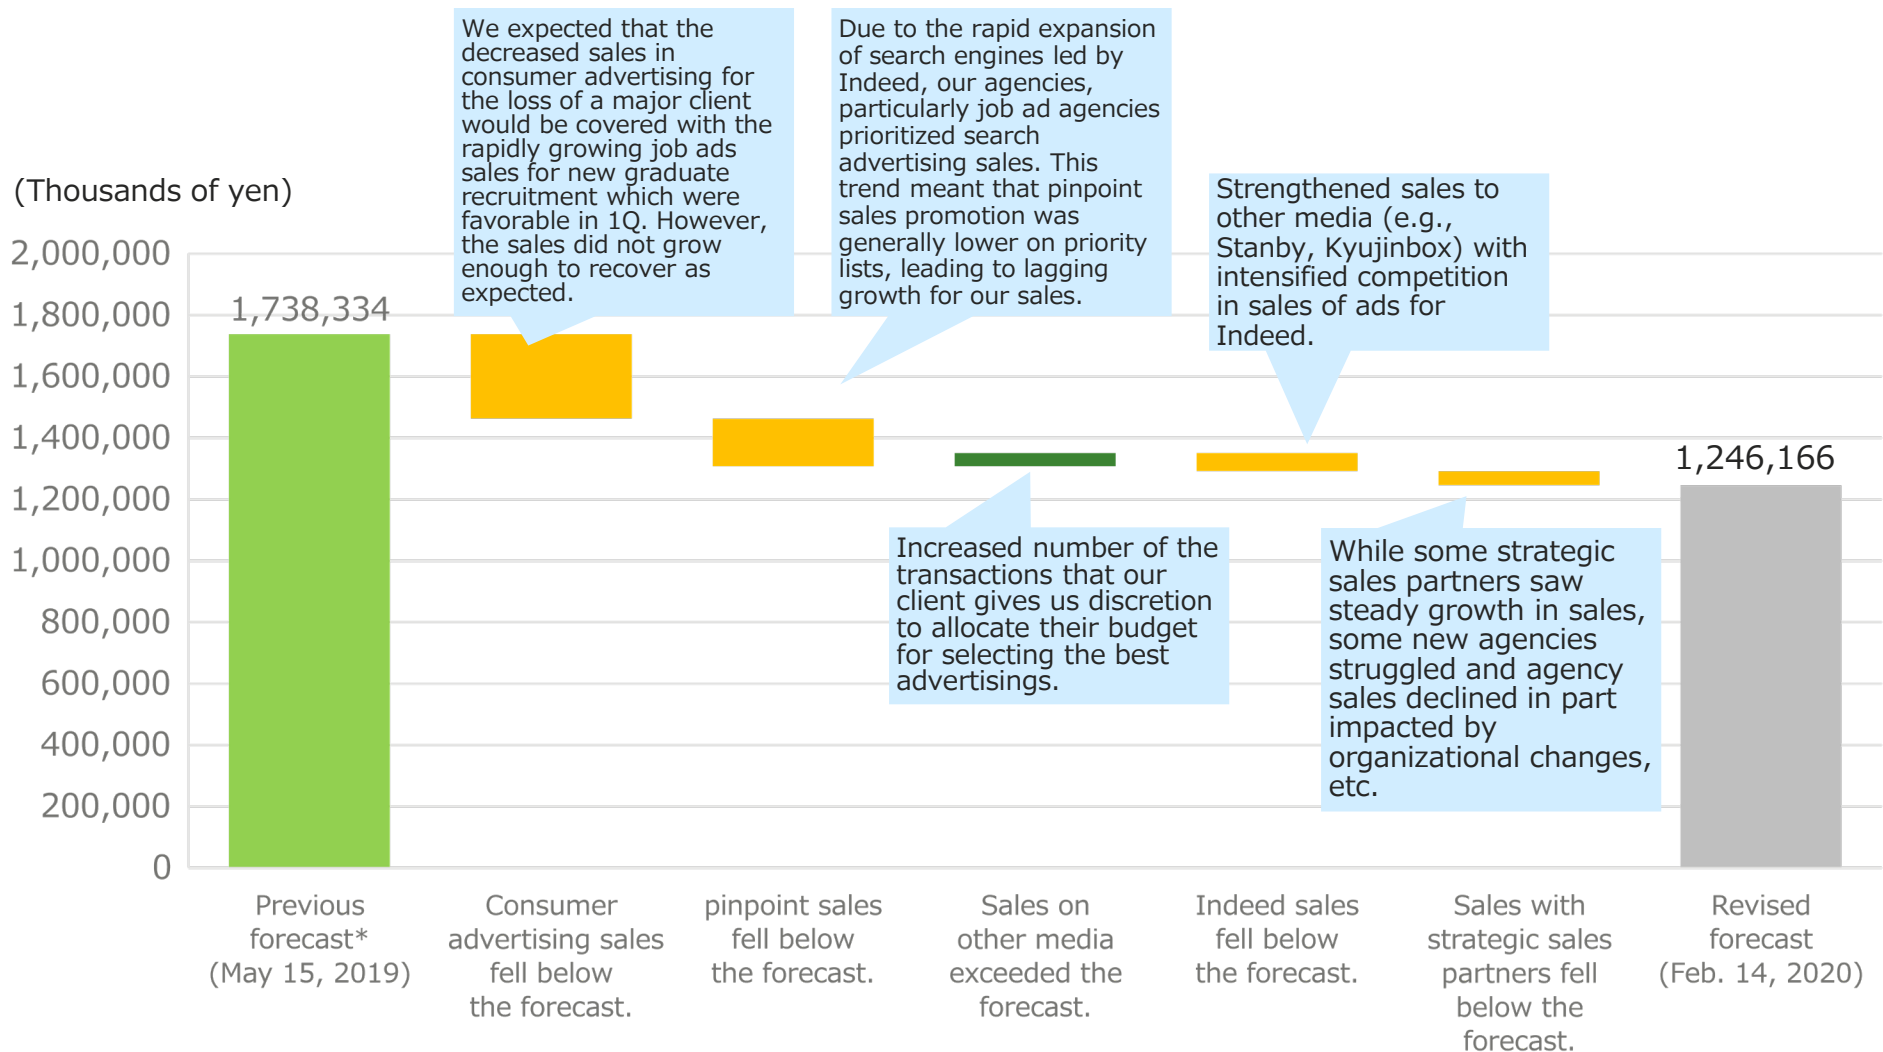 We expected that the
decreased sales in
consumer advertising for
the loss of a major client
would be covered with the
rapidly growing job ads
sales for new graduate
recruitment which were
favorable in 1Q. However,
the sales did not grow
enough to recover as
expected.
Due to the rapid expansion
of search engines led by
Indeed, our agencies,
particularly job ad agencies
prioritized search
advertising sales. This
trend meant that pinpoint
sales promotion was
generally lower on priority
lists, leading to lagging
growth for our sales.
Strengthened sales to
other media (e.g.,
Stanby, Kyujinbox) with
intensified competition
in sales of ads for
Indeed.
(Thousands of yen)
2,000,000
1,800,000
1,600,000
1,400,000
1,200,000
1,000,000
800,000
600,000
400,000
200,000
0
1,738,334
1,246,166
Increased number of the
transactions that our
client gives us discretion
to allocate their budget
for selecting the best
advertisings.
While some strategic
sales partners saw
steady growth in sales,
some new agencies
struggled and agency
sales declined in part
impacted by
organizational changes,
etc.
Previous
forecast*
(May 15, 2019)
Consumer
advertising sales
fell below
the forecast.
pinpoint sales
fell below
the forecast.
Sales on
other media
exceeded the
forecast.
Indeed sales
fell below
the forecast.
Sales with
strategic sales
partners fell
below the
forecast.
Revised
forecast
(Feb. 14, 2020)